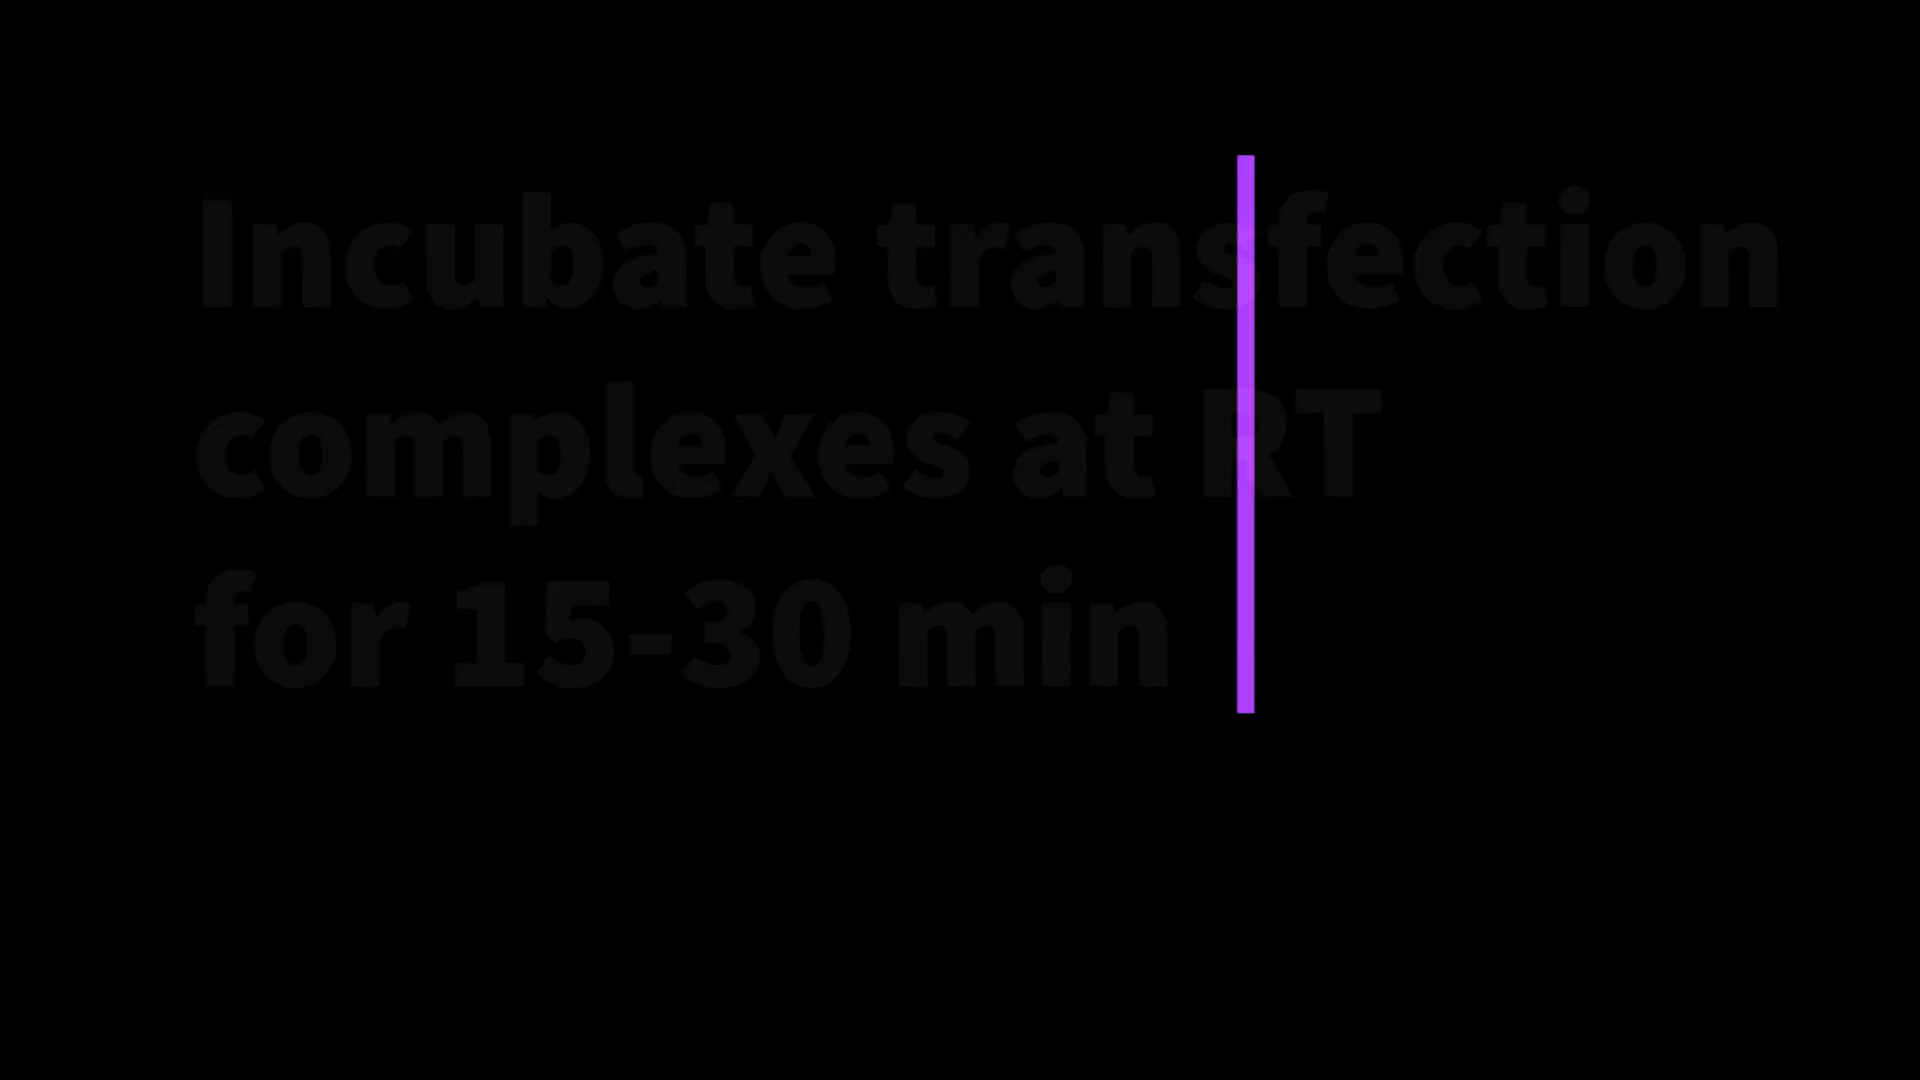 Incubate transfection
complexes at RT
for 15-30 min